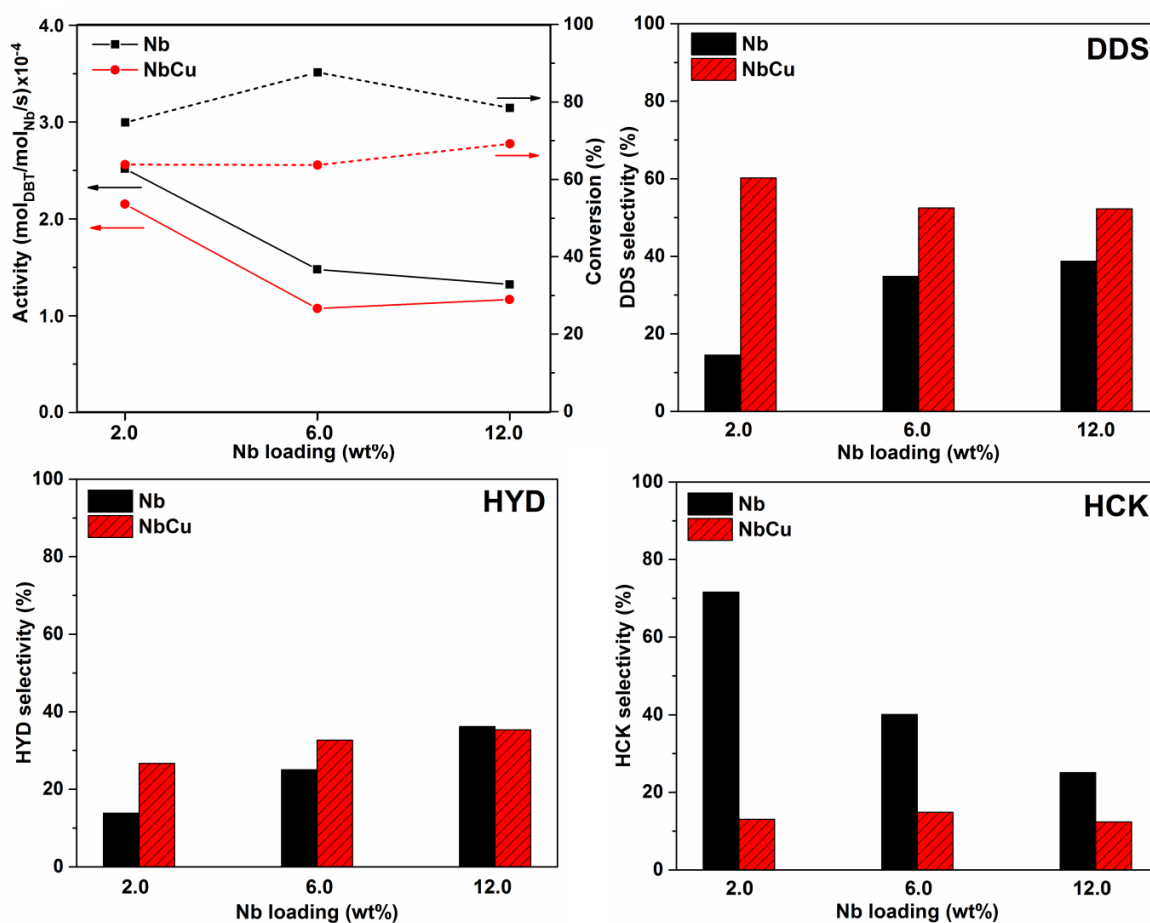 Activity (mol_DBT/mol_Nb/s)x10⁻⁴
4.0
3.0
2.0
1.0
0.0
Nb
NbCu
100
80
60
40
20
0
Conversion (%)
2.0 6.0 12.0
Nb loading (wt%)
DDS selectivity (%)
100
80
60
40
20
0
Nb
NbCu
DDS
2.0 6.0 12.0
Nb loading (wt%)
HYD selectivity (%)
100
80
60
40
20
0
Nb
NbCu
HYD
2.0 6.0 12.0
Nb loading (wt%)
HCK selectivity (%)
100
80
60
40
20
0
Nb
NbCu
HCK
2.0 6.0 12.0
Nb loading (wt%)